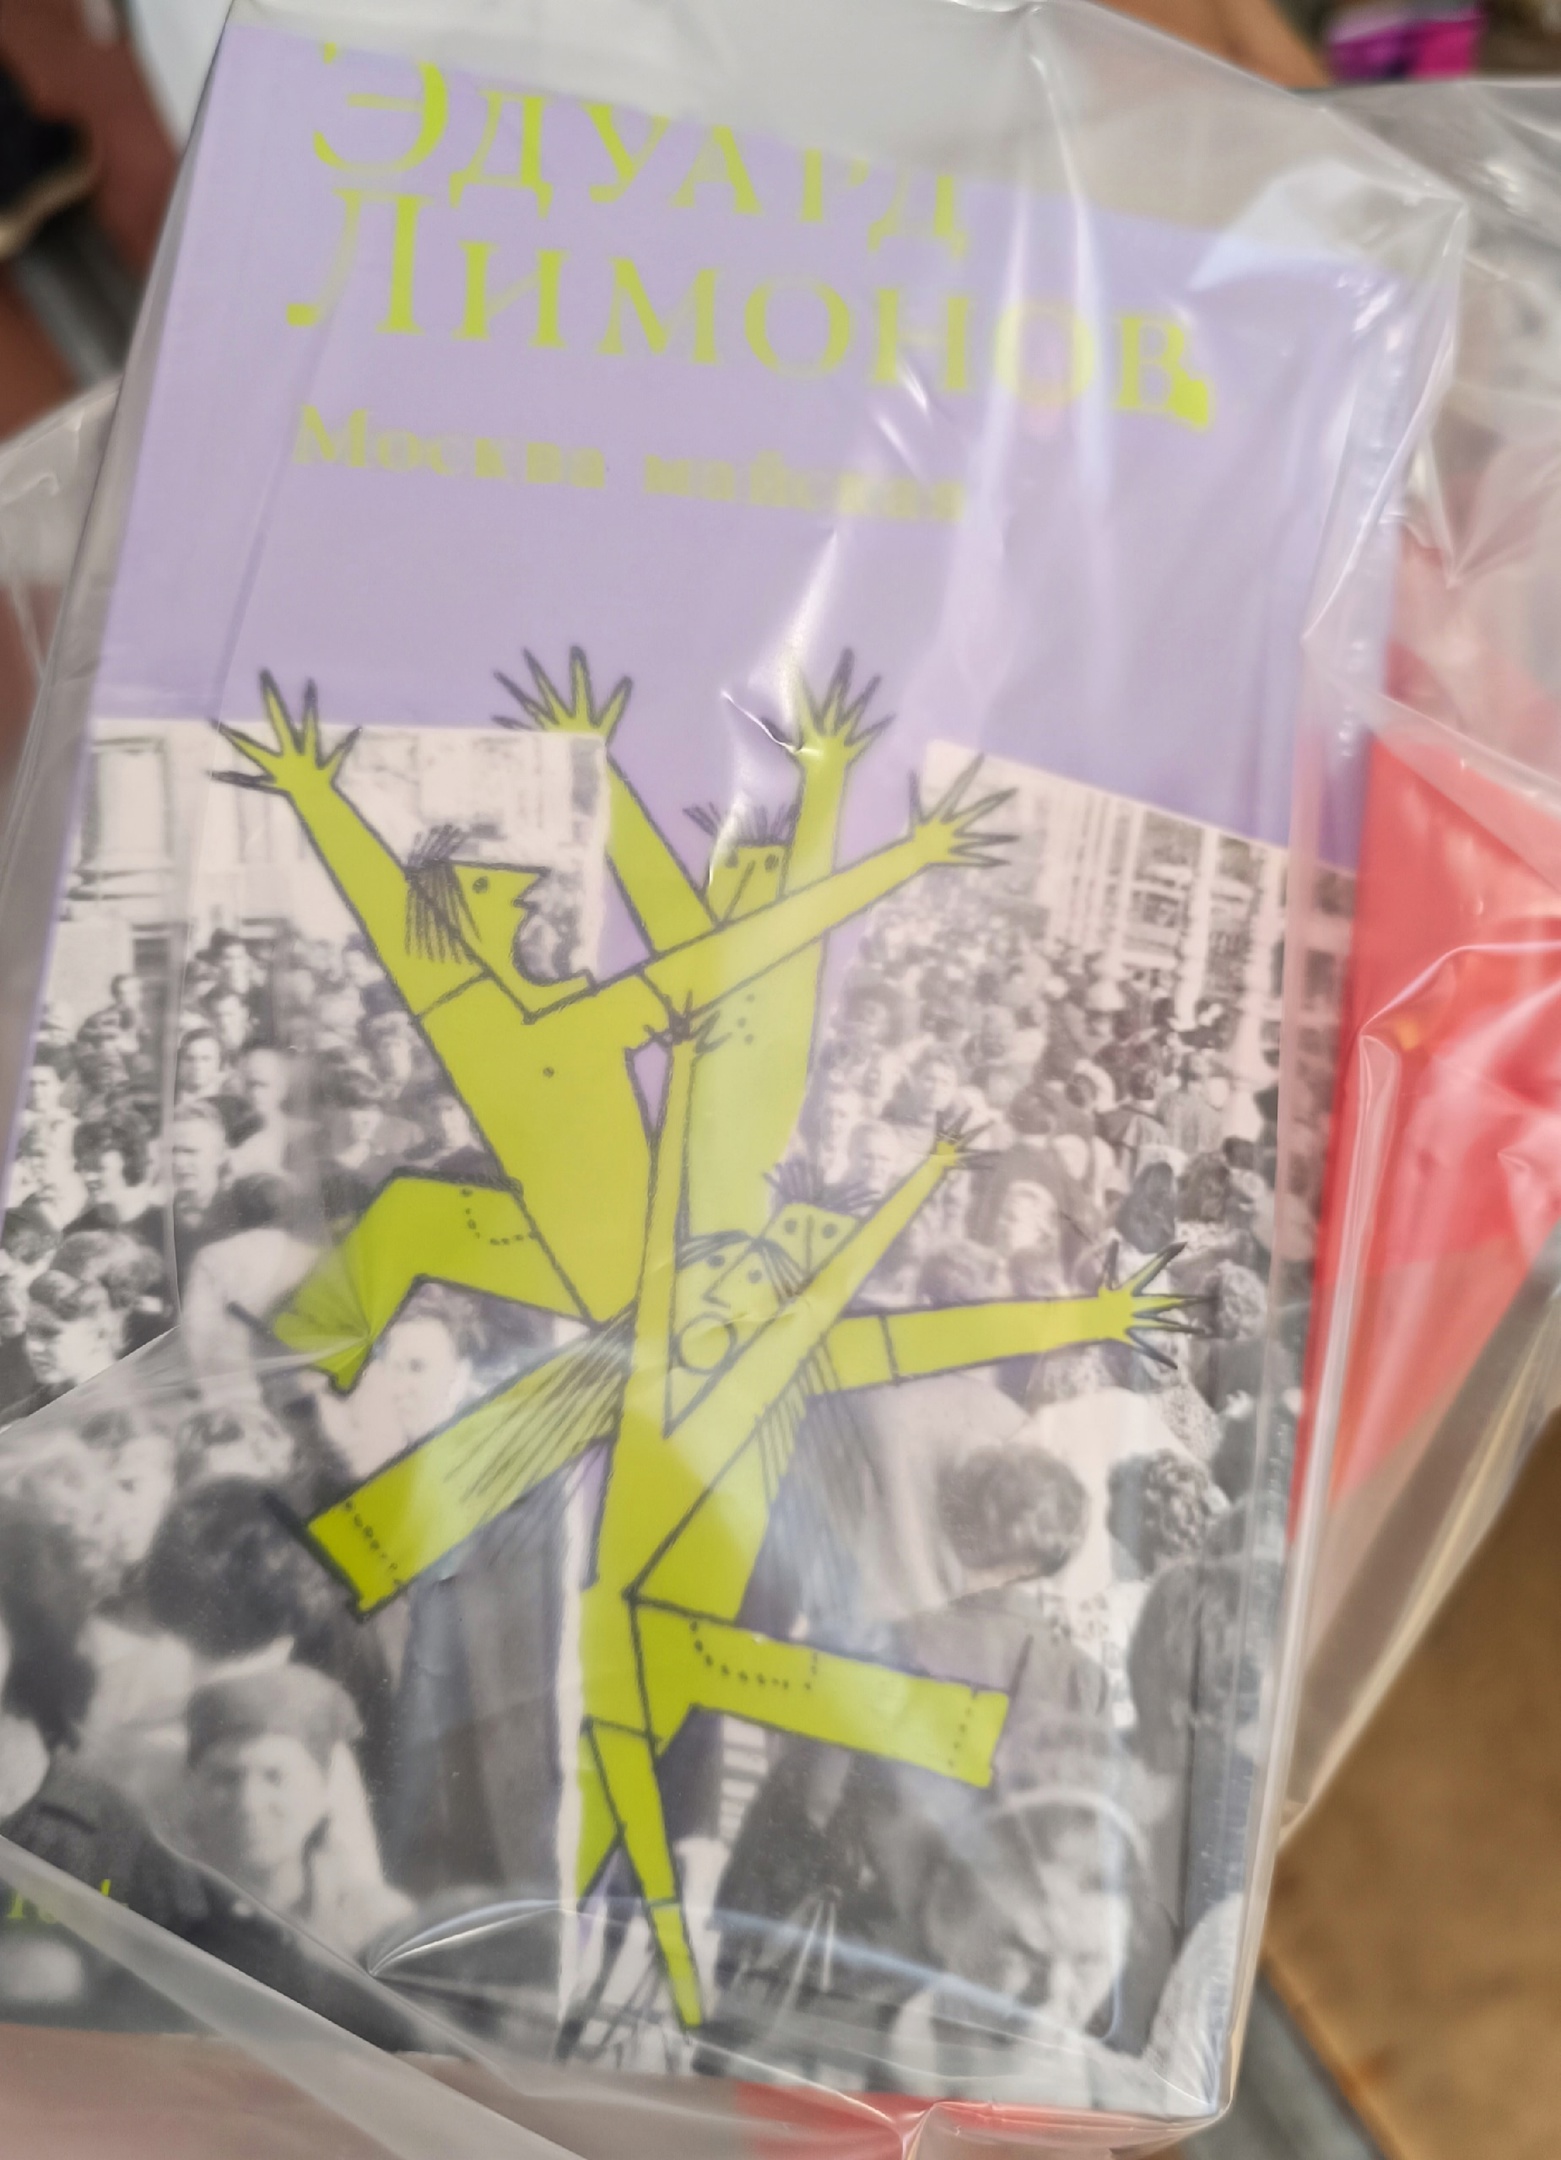 Эдуард
Лимонов
Москва майская